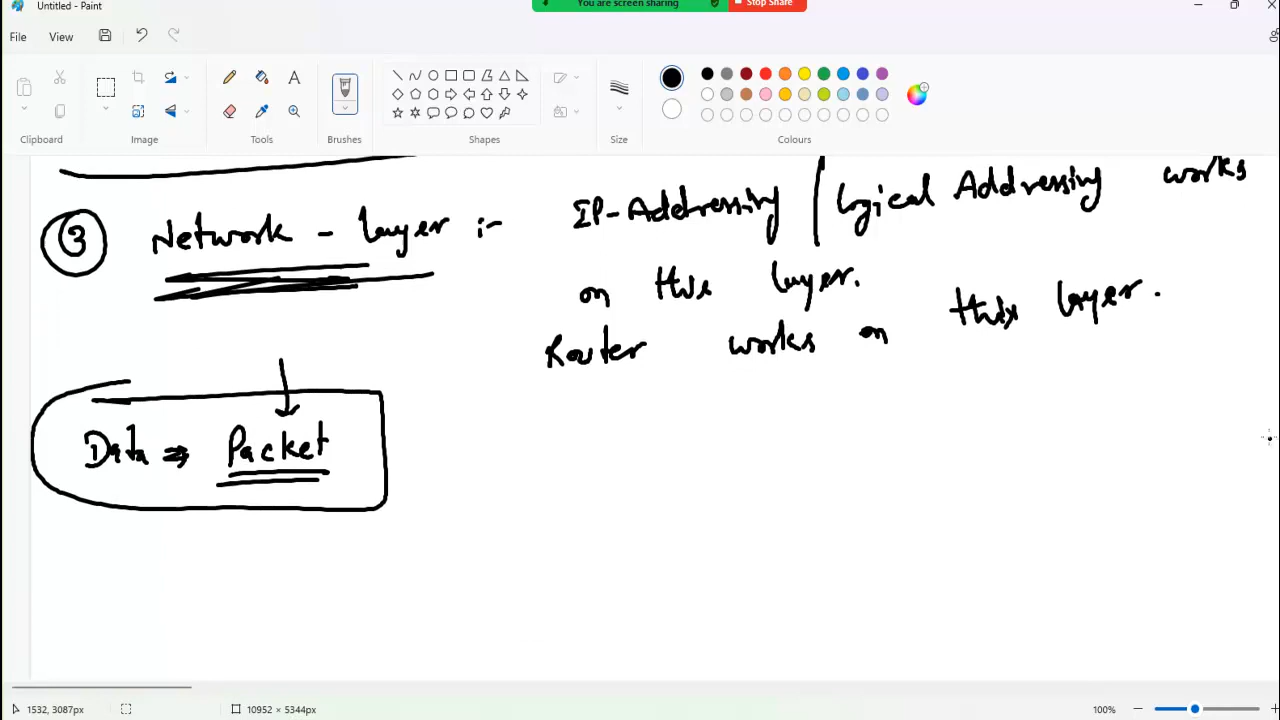 Untitled - Paint
You are screen sharing
Stop Share
File
View
Clipboard
Image
Tools
Brushes
Shapes
Size
Colours
③ Network - layer :- IP-Addressing | logical Addressing works
on this layer.
Router works on this layer.
Data ⇒ Packet
1532, 3087px
10952 × 5344px
100%